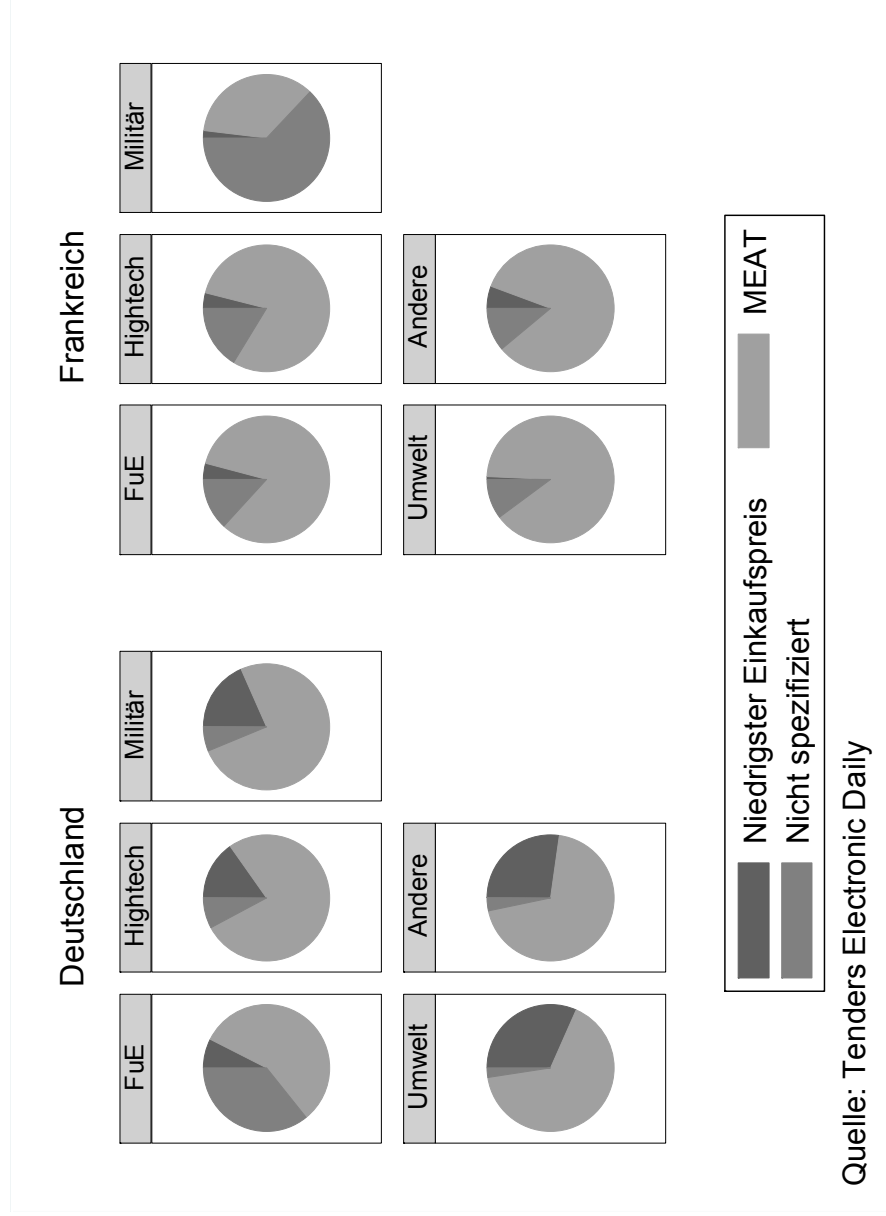 Deutschland
FuE
Hightech
Militär
Umwelt
Andere
Frankreich
FuE
Hightech
Militär
Umwelt
Andere
Niedrigster Einkaufspreis
MEAT
Nicht spezifiziert
Quelle: Tenders Electronic Daily